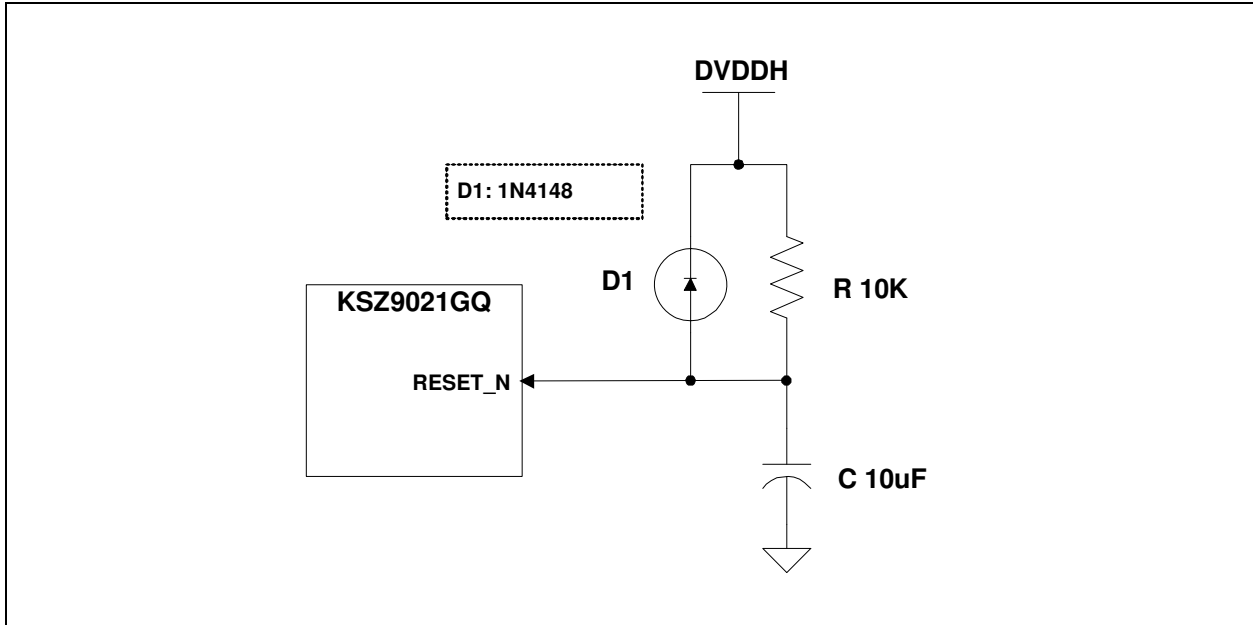 DVDDH
D1: 1N4148
D1
R 10K
KSZ9021GQ
RESET_N
C 10uF